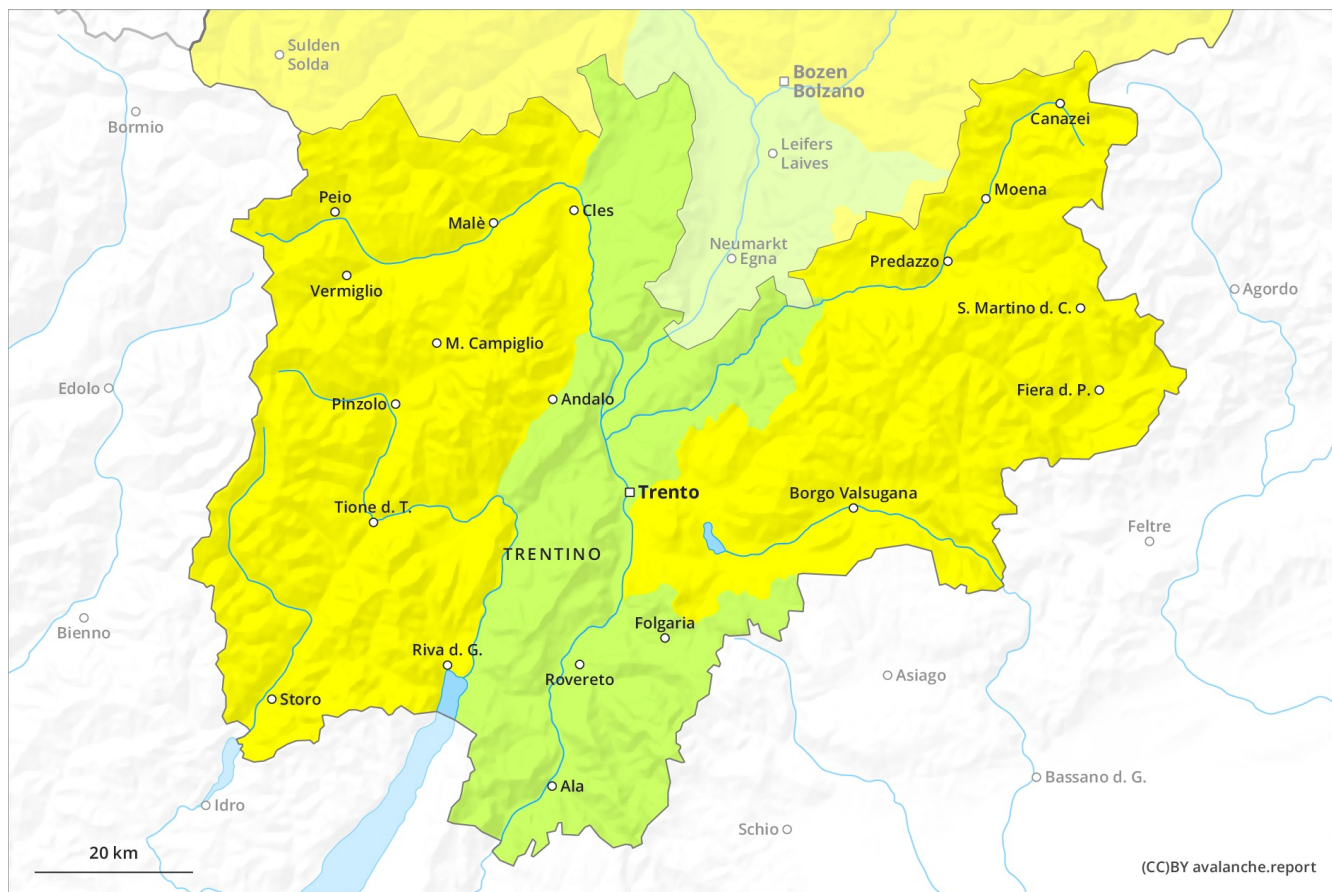 Sulden
Solda
Bozen
Bolzano
Bormio
Canazei
Leifers
Laives
Peio
Moena
Malè
Cles
Neumarkt
Egna
Predazzo
Vermiglio
Agordo
S. Martino d. C.
M. Campiglio
Edolo
Fiera d. P.
Pinzolo
Andalo
Trento
Borgo Valsugana
Tione d. T.
Feltre
TRENTINO
Bienno
Folgaria
Riva d. G.
Asiago
Rovereto
Storo
Bassano d. G.
Ala
Idro
Schio
20 km
(CC)BY avalanche.report